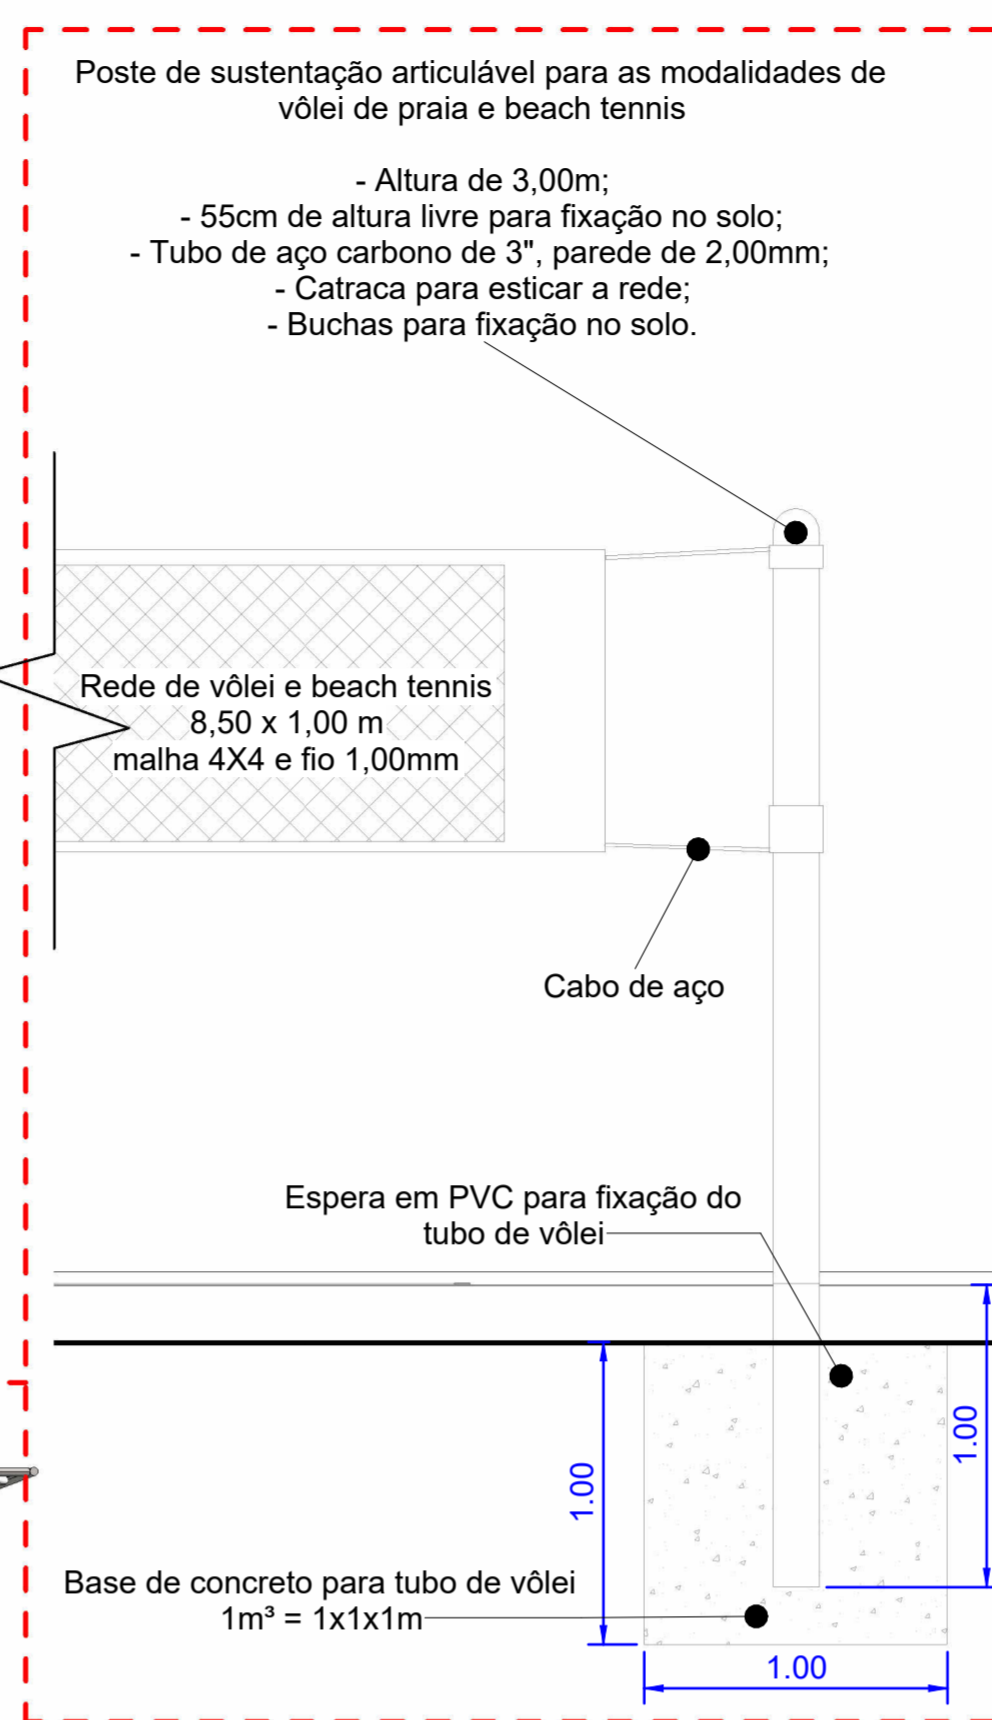 Poste de sustentação articulável para as modalidades de
vôlei de praia e beach tennis
- Altura de 3,00m;
- 55cm de altura livre para fixação no solo;
- Tubo de aço carbono de 3", parede de 2,00mm;
- Catraca para esticar a rede;
- Buchas para fixação no solo.
Rede de vôlei e beach tennis
8,50 x 1,00 m
malha 4X4 e fio 1,00mm
Cabo de aço
Espera em PVC para fixação do
tubo de vôlei
1.00
1.00
Base de concreto para tubo de vôlei
1m³ = 1x1x1m
1.00